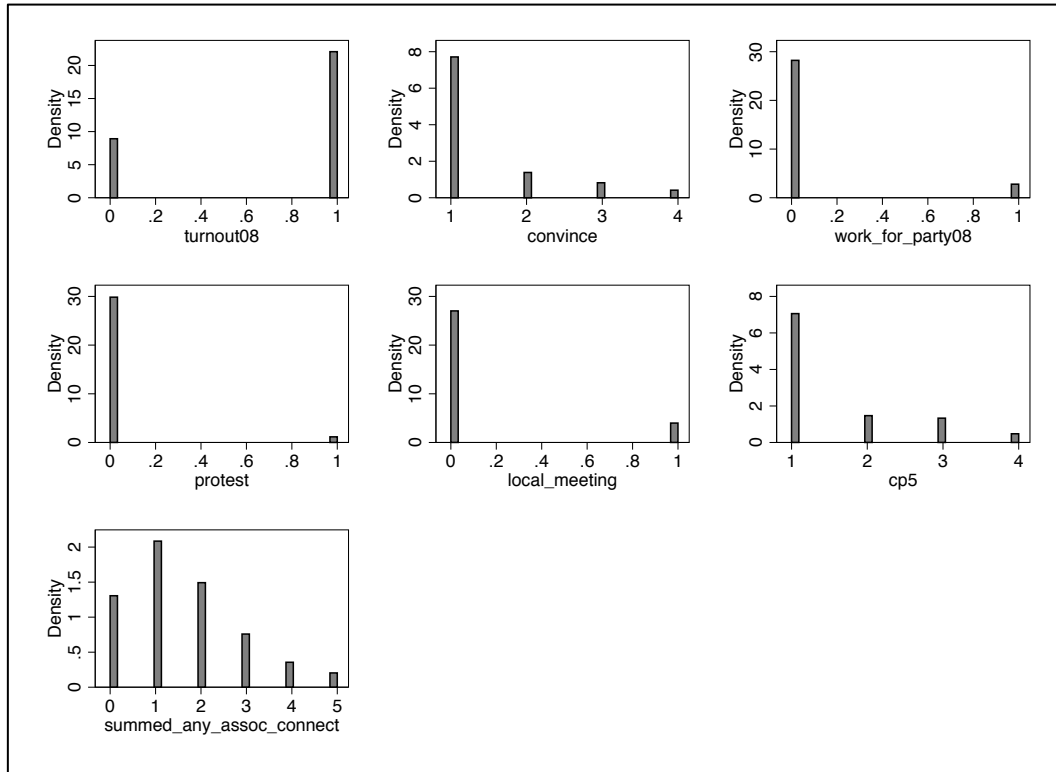 Density
0 5 10 15 20
0 .2 .4 .6 .8 1
turnout08
Density
0 2 4 6 8
1 2 3 4
convince
Density
0 10 20 30
0 .2 .4 .6 .8 1
work_for_party08
Density
0 10 20 30
0 .2 .4 .6 .8 1
protest
Density
0 10 20 30
0 .2 .4 .6 .8 1
local_meeting
Density
0 2 4 6 8
1 2 3 4
cp5
Density
0 .5 1 1.5 2
0 1 2 3 4 5
summed_any_assoc_connect